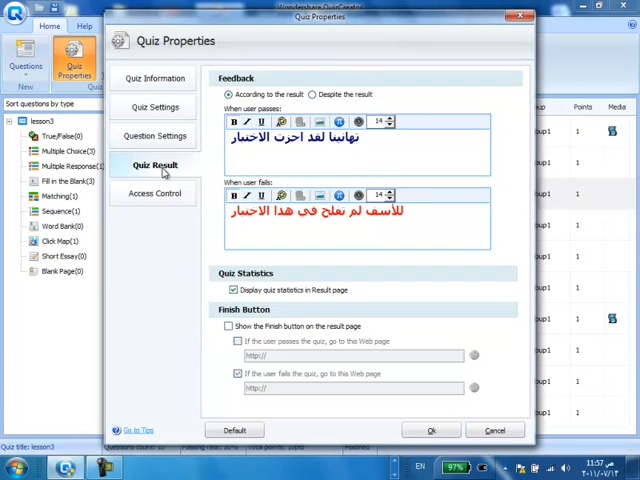 Wondershare QuizCreator
Quiz Properties
Home
Help
Questions
Quiz Properties
New
Sort questions by type
lesson3
True/False(0)
Multiple Choice(3)
Multiple Response(1)
Fill in the Blank(3)
Matching(1)
Sequence(1)
Word Bank(0)
Click Map(1)
Short Essay(0)
Blank Page(0)
Quiz Properties
Quiz Information
Quiz Settings
Question Settings
Quiz Result
Access Control
Feedback
According to the result
Despite the result
When user passes:
B I U 14
تهانينا لقد اجزت الاختبار
When user fails:
B I U 14
للأسف لم تفلح في هذا الاختبار
Quiz Statistics
Display quiz statistics in Result page
Finish Button
Show the Finish button on the result page
If the user passes the quiz, go to this Web page
http://
If the user fails the quiz, go to this Web page
http://
Go to Tips
Default
Ok
Cancel
Points
Media
Quiz title: lesson3
EN
97%
11:57 ص
٢٠١١/٠٧/١٣